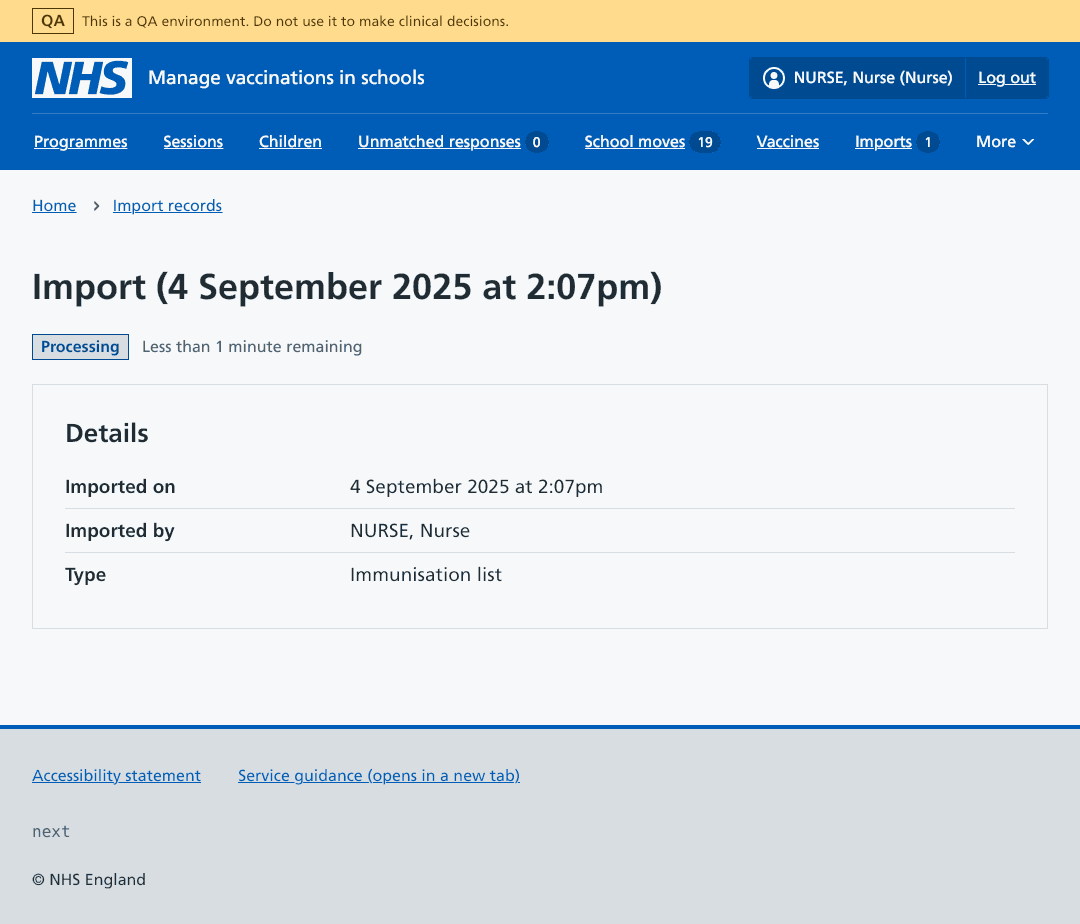 QA This is a QA environment. Do not use it to make clinical decisions.
NHS Manage vaccinations in schools NURSE, Nurse (Nurse) Log out
Programmes Sessions Children Unmatched responses 0 School moves 19 Vaccines Imports 1 More
Home Import records
Import (4 September 2025 at 2:07pm)
Processing Less than 1 minute remaining
Details
Imported on 4 September 2025 at 2:07pm
Imported by NURSE, Nurse
Type Immunisation list
Accessibility statement Service guidance (opens in a new tab)
next
© NHS England